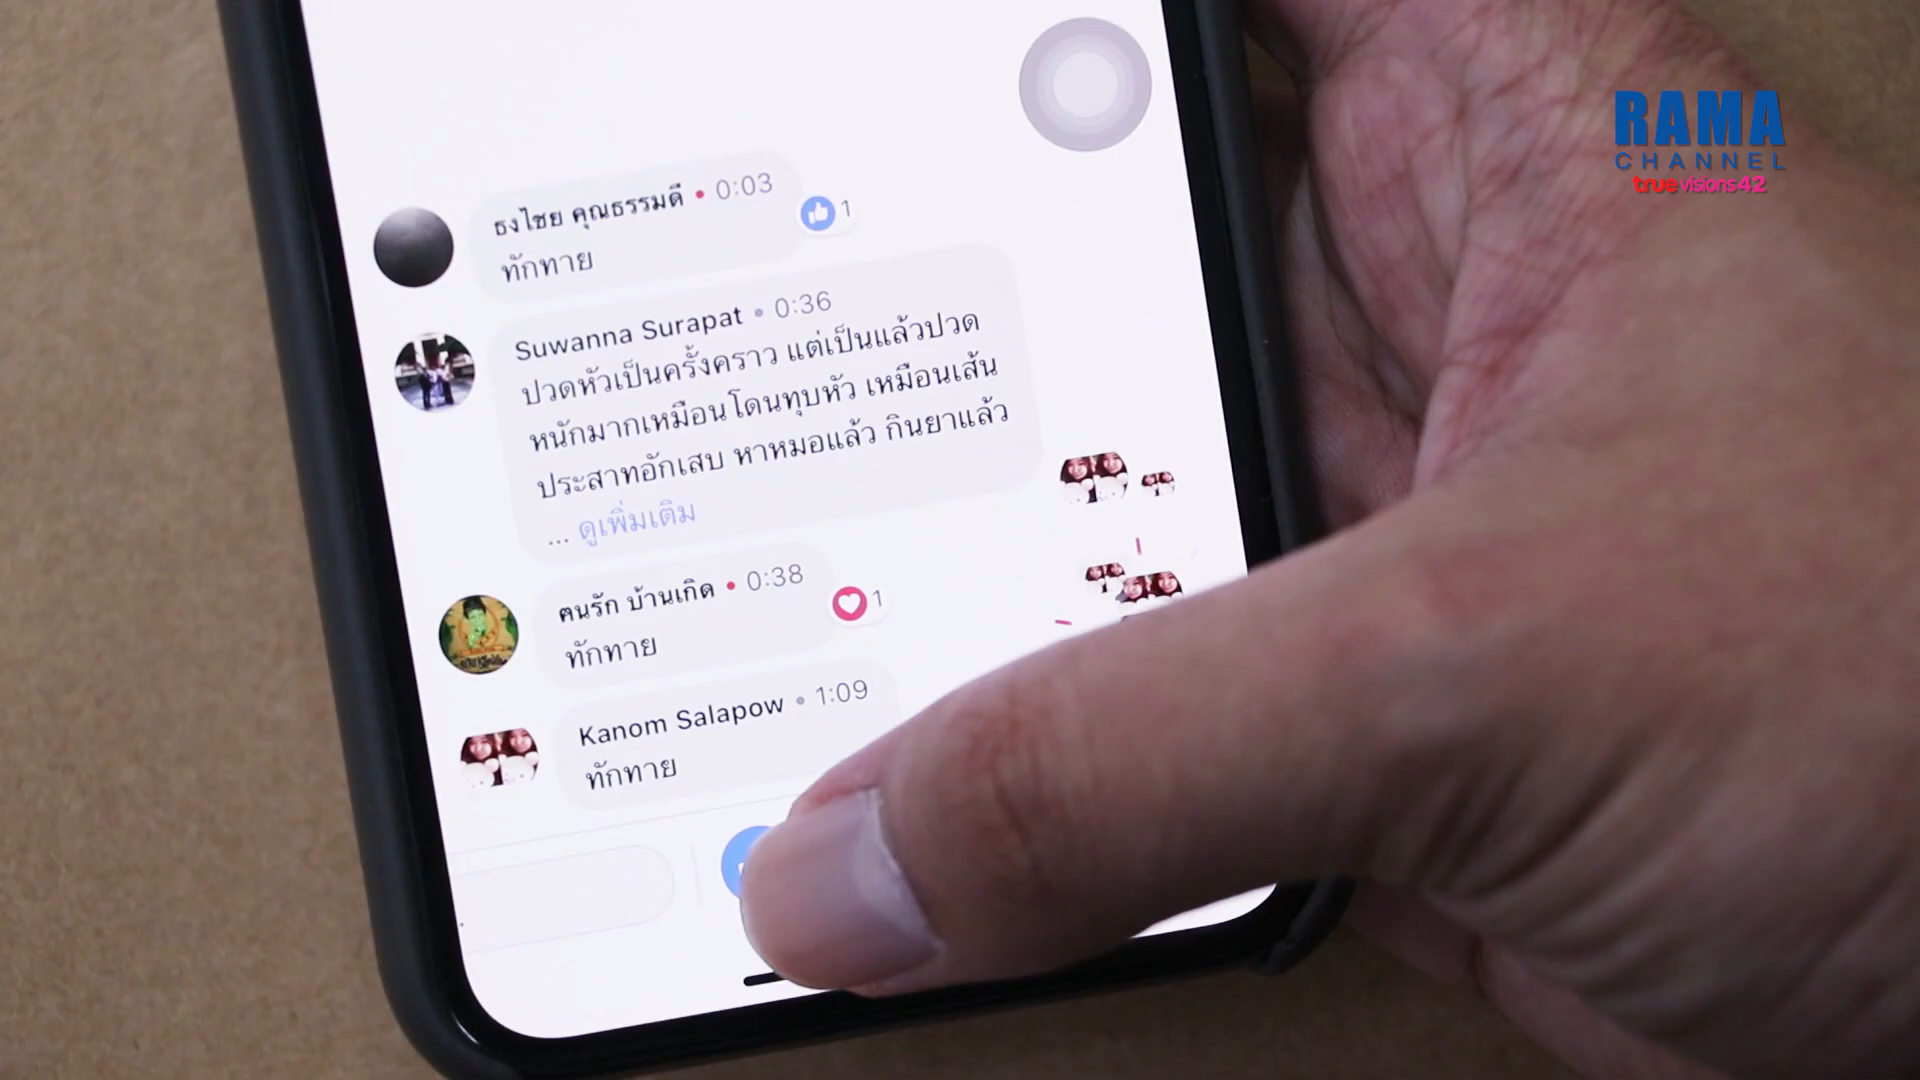 RAMA
CHANNEL
truevisions42
ธงไชย คุณธรรมดี • 0:03
ทักทาย
1
Suwanna Surapat • 0:36
ปวดหัวเป็นครั้งคราว แต่เป็นแล้วปวด
หนักมากเหมือนโดนทุบหัว เหมือนเส้น
ประสาทอักเสบ หาหมอแล้ว กินยาแล้ว
... ดูเพิ่มเติม
ฅนรัก บ้านเกิด • 0:38
ทักทาย
1
Kanom Salapow • 1:09
ทักทาย